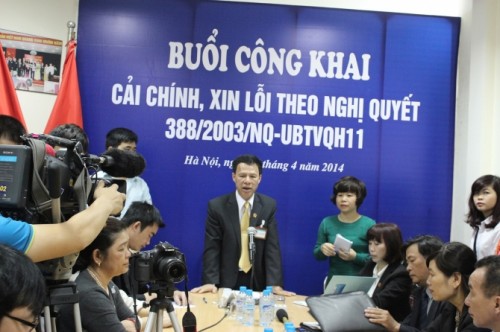 BUỔI CÔNG KHAI
CẢI CHÍNH, XIN LỖI THEO NGHỊ QUYẾT
388/2003/NQ-UBTVQH11
Hà Nội, tháng 4 năm 2014